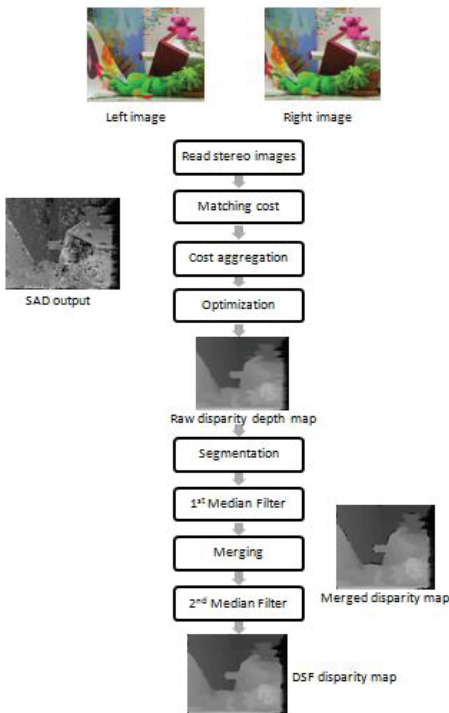 Left image
Right image
Read stereo images
Matching cost
Cost aggregation
SAD output
Optimization
Raw disparity depth map
Segmentation
1st Median Filter
Merging
Merged disparity map
2nd Median Filter
DSF disparity map